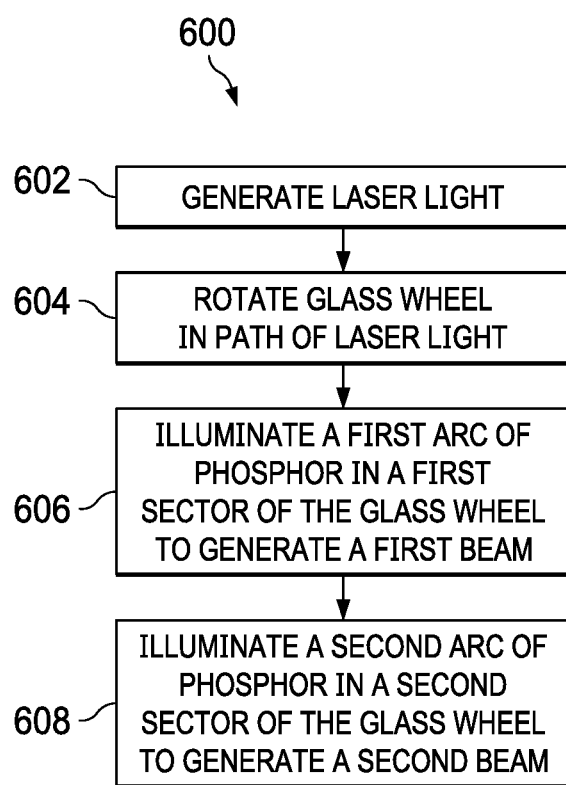 600
602
GENERATE LASER LIGHT
604
ROTATE GLASS WHEEL
IN PATH OF LASER LIGHT
606
ILLUMINATE A FIRST ARC OF
PHOSPHOR IN A FIRST
SECTOR OF THE GLASS WHEEL
TO GENERATE A FIRST BEAM
608
ILLUMINATE A SECOND ARC OF
PHOSPHOR IN A SECOND
SECTOR OF THE GLASS WHEEL
TO GENERATE A SECOND BEAM